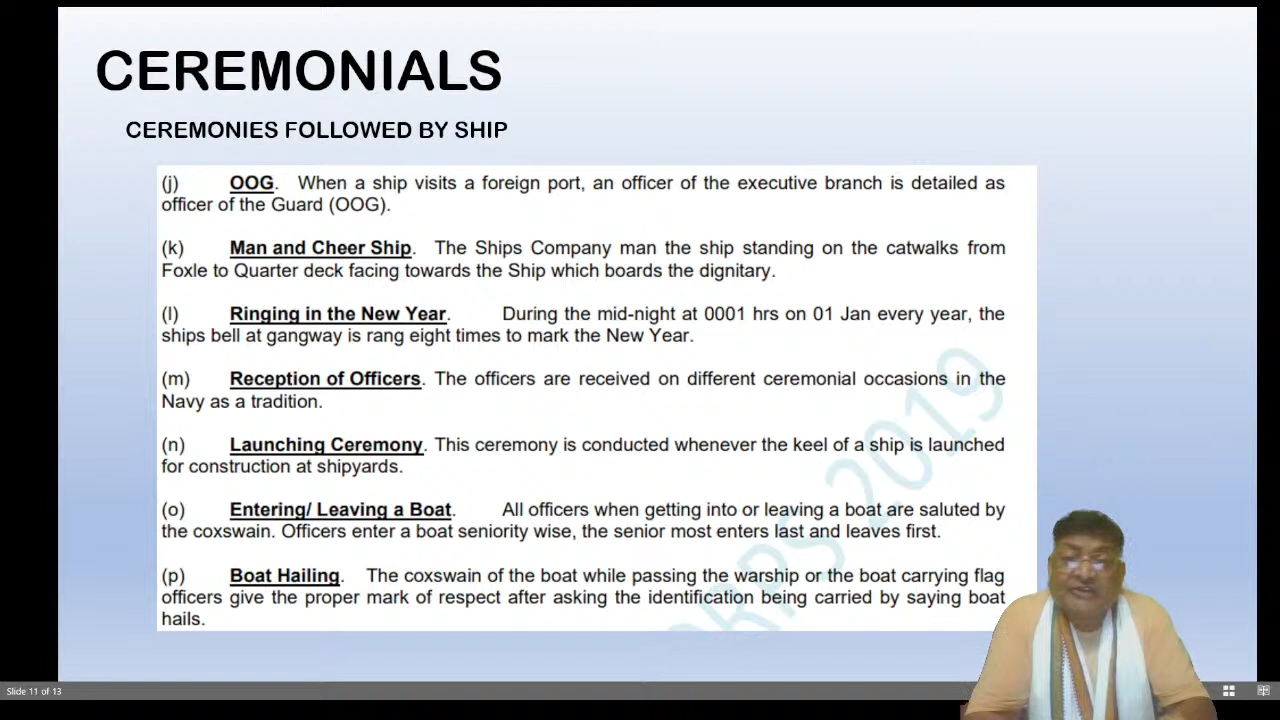 CEREMONIALS
CEREMONIES FOLLOWED BY SHIP
(j) OOG. When a ship visits a foreign port, an officer of the executive branch is detailed as
officer of the Guard (OOG).
(k) Man and Cheer Ship. The Ships Company man the ship standing on the catwalks from
Foxle to Quarter deck facing towards the Ship which boards the dignitary.
(l) Ringing in the New Year. During the mid-night at 0001 hrs on 01 Jan every year, the
ships bell at gangway is rang eight times to mark the New Year.
(m) Reception of Officers. The officers are received on different ceremonial occasions in the
Navy as a tradition.
(n) Launching Ceremony. This ceremony is conducted whenever the keel of a ship is launched
for construction at shipyards.
(o) Entering/ Leaving a Boat. All officers when getting into or leaving a boat are saluted by
the coxswain. Officers enter a boat seniority wise, the senior most enters last and leaves first.
(p) Boat Hailing. The coxswain of the boat while passing the warship or the boat carrying flag
officers give the proper mark of respect after asking the identification being carried by saying boat
hails.
ORPS 2019
Slide 11 of 13